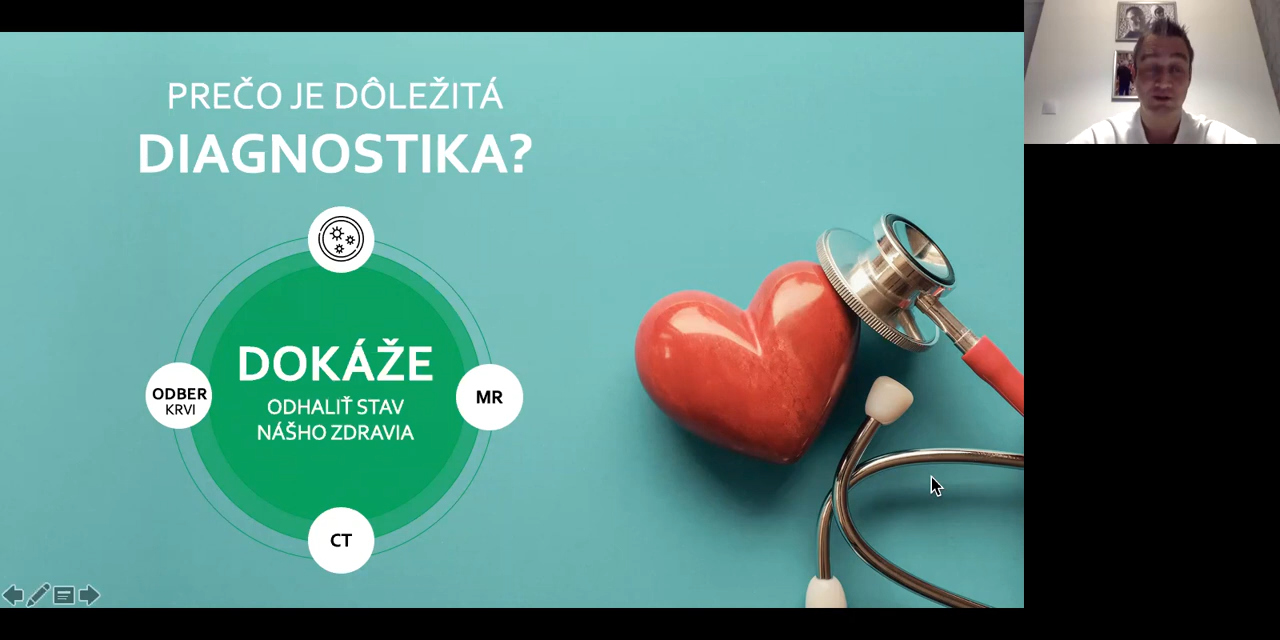 PREČO JE DÔLEŽITÁ
DIAGNOSTIKA?
DOKÁŽE
ODHALIŤ STAV
NÁŠHO ZDRAVIA
ODBER
KRVI
MR
CT